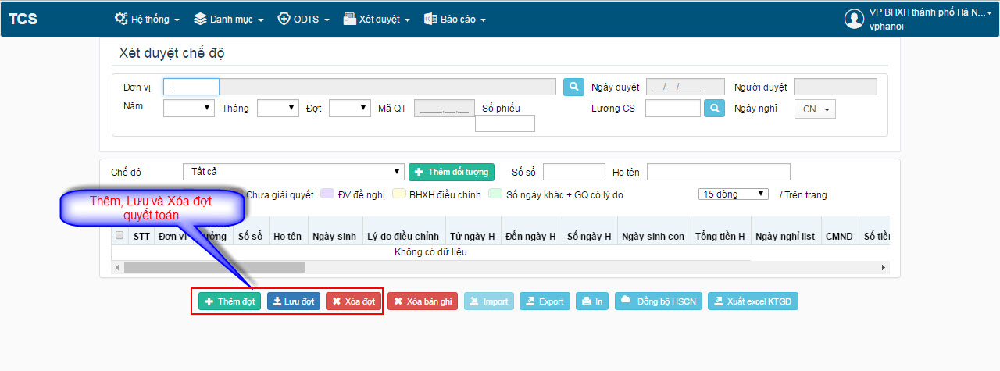 TCS Hệ thống Danh mục ODTS Xét duyệt Báo cáo VP BHXH thành phố Hà N...
vphanoi
Xét duyệt chế độ
Đơn vị Ngày duyệt __/__/____ Người duyệt
Năm Tháng Đợt Mã QT ____.__.__ Số phiếu Lương CS Ngày nghỉ CN
Chế độ Tất cả Thêm đối tượng Số sổ Họ tên
Chưa giải quyết ĐV đề nghị BHXH điều chỉnh Số ngày khác + GQ có lý do 15 dòng / Trên trang
Thêm, Lưu và Xóa đợt
quyết toán
STT Đơn vị Số sổ Họ tên Ngày sinh Lý do điều chỉnh Từ ngày H Đến ngày H Số ngày H Ngày sinh con Tổng tiền H Ngày nghỉ list CMND Số tiền
Không có dữ liệu
Thêm đợt Lưu đợt Xóa đợt Xóa bản ghi Import Export In Đồng bộ HSCN Xuất excel KTGD